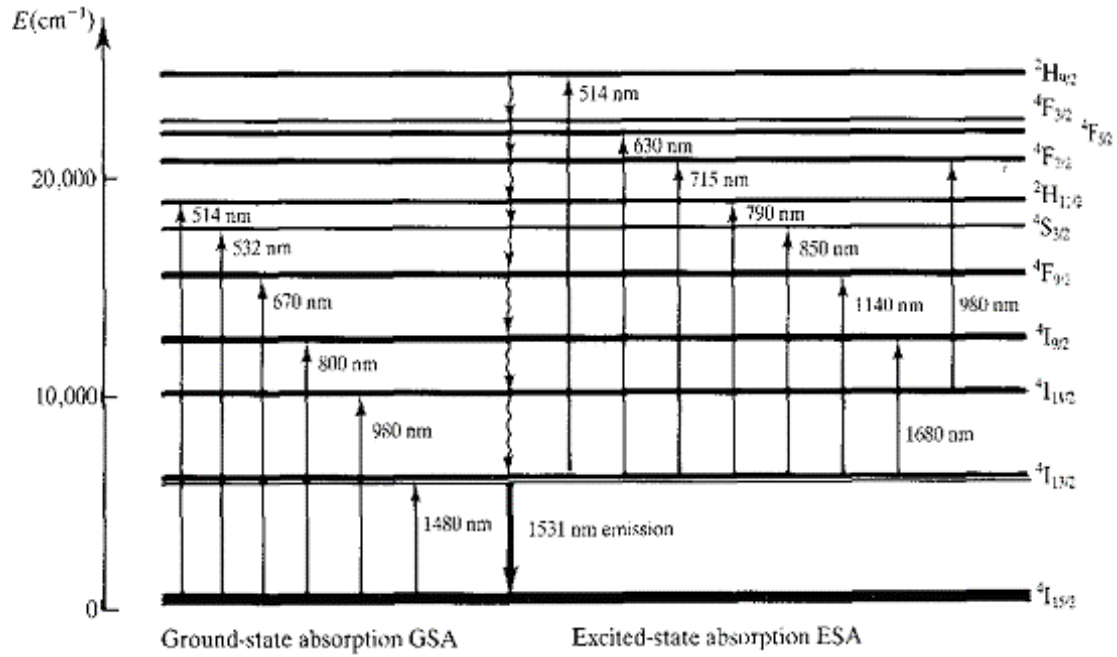 E(cm⁻¹)
²H₉/₂
514 nm
⁴F₃/₂
⁴F₅/₂
630 nm
⁴F₇/₂
20,000
715 nm
²H₁₁/₂
514 nm
790 nm
⁴S₃/₂
532 nm
850 nm
⁴F₉/₂
670 nm
1140 nm
980 nm
⁴I₉/₂
800 nm
10,000
⁴I₁₁/₂
980 nm
1680 nm
⁴I₁₃/₂
1480 nm
1531 nm emission
0
⁴I₁₅/₂
Ground-state absorption GSA
Excited-state absorption ESA